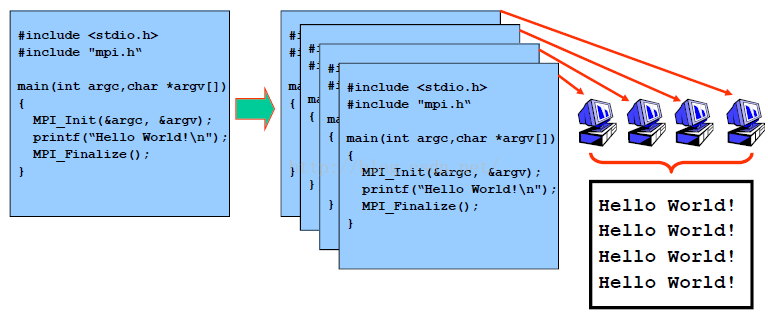 #include <stdio.h>
#include "mpi.h“
main(int argc,char *argv[])
{
MPI_Init(&argc, &argv);
printf(“Hello World!\n");
MPI_Finalize();
}
#in
#in
ma
{
}
#i
#i
ma
{
}
#i
#i
ma
{
}
#include <stdio.h>
#include "mpi.h“
main(int argc,char *argv[])
{
MPI_Init(&argc, &argv);
printf(“Hello World!\n");
MPI_Finalize();
}
Hello World!
Hello World!
Hello World!
Hello World!